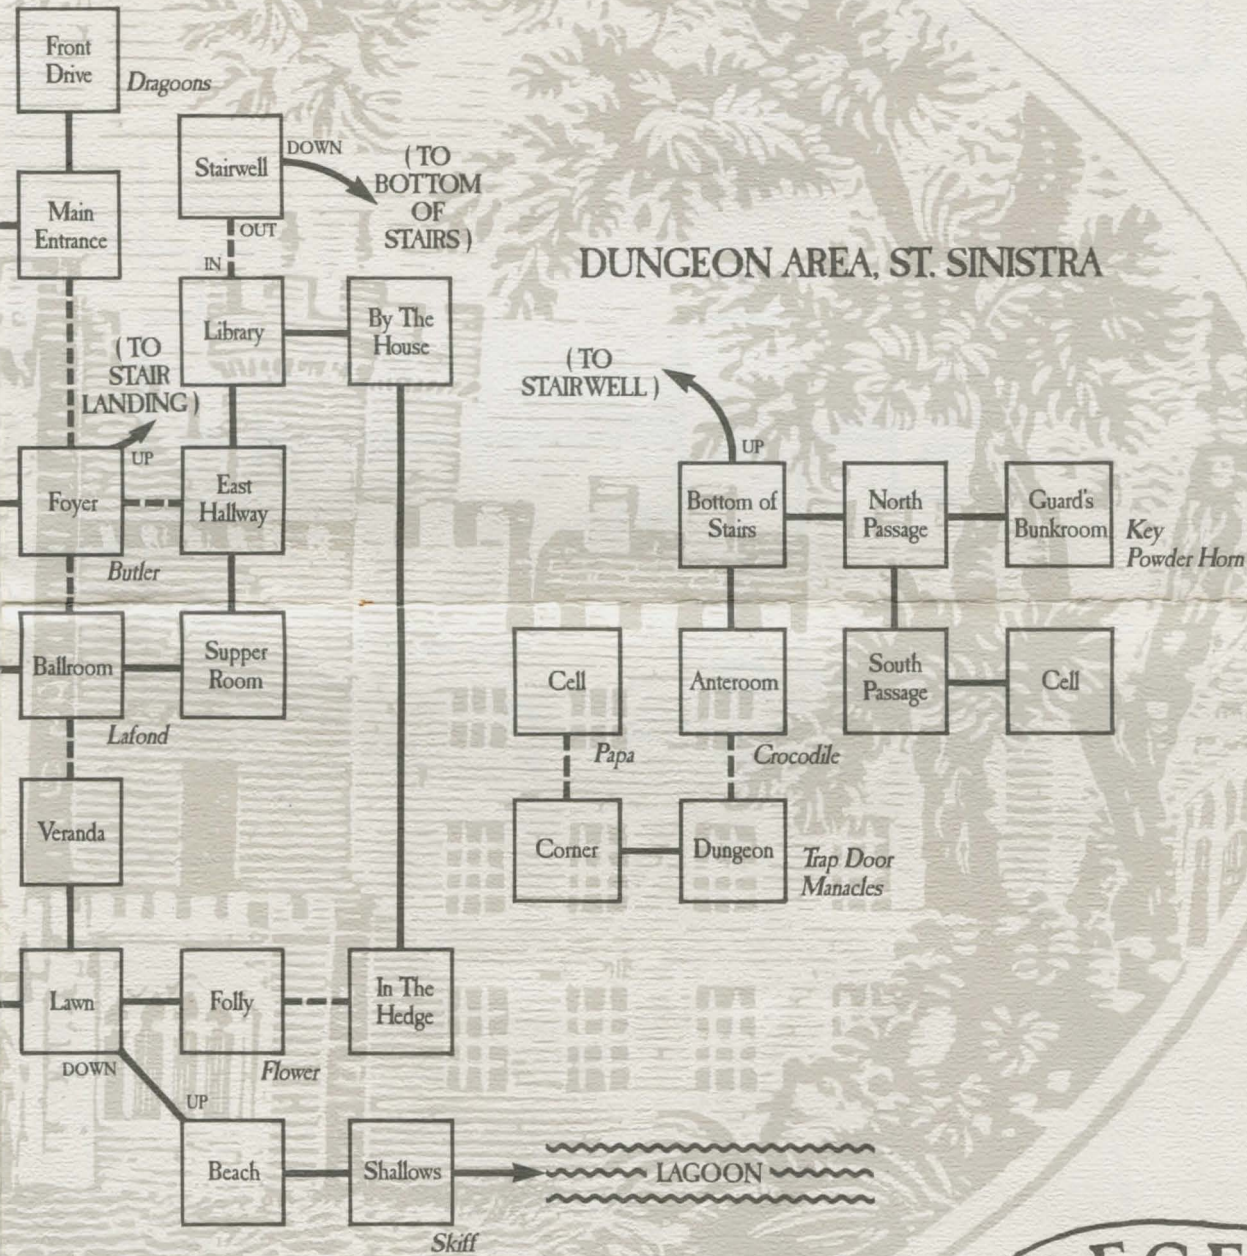 Front
Drive
Dragoons
Stairwell
DOWN
(TO
BOTTOM
OF
STAIRS)
Main
Entrance
OUT
IN
DUNGEON AREA, ST. SINISTRA
Library
By The
House
(TO
STAIR
LANDING)
(TO
STAIRWELL)
UP
UP
Foyer
East
Hallway
Bottom of
Stairs
North
Passage
Guard's
Bunkroom
Key
Powder Horn
Butler
Ballroom
Supper
Room
Cell
Anteroom
South
Passage
Cell
Lafond
Papa
Crocodile
Veranda
Corner
Dungeon
Trap Door
Manacles
Lawn
Folly
In The
Hedge
DOWN
Flower
UP
Beach
Shallows
LAGOON
Skiff